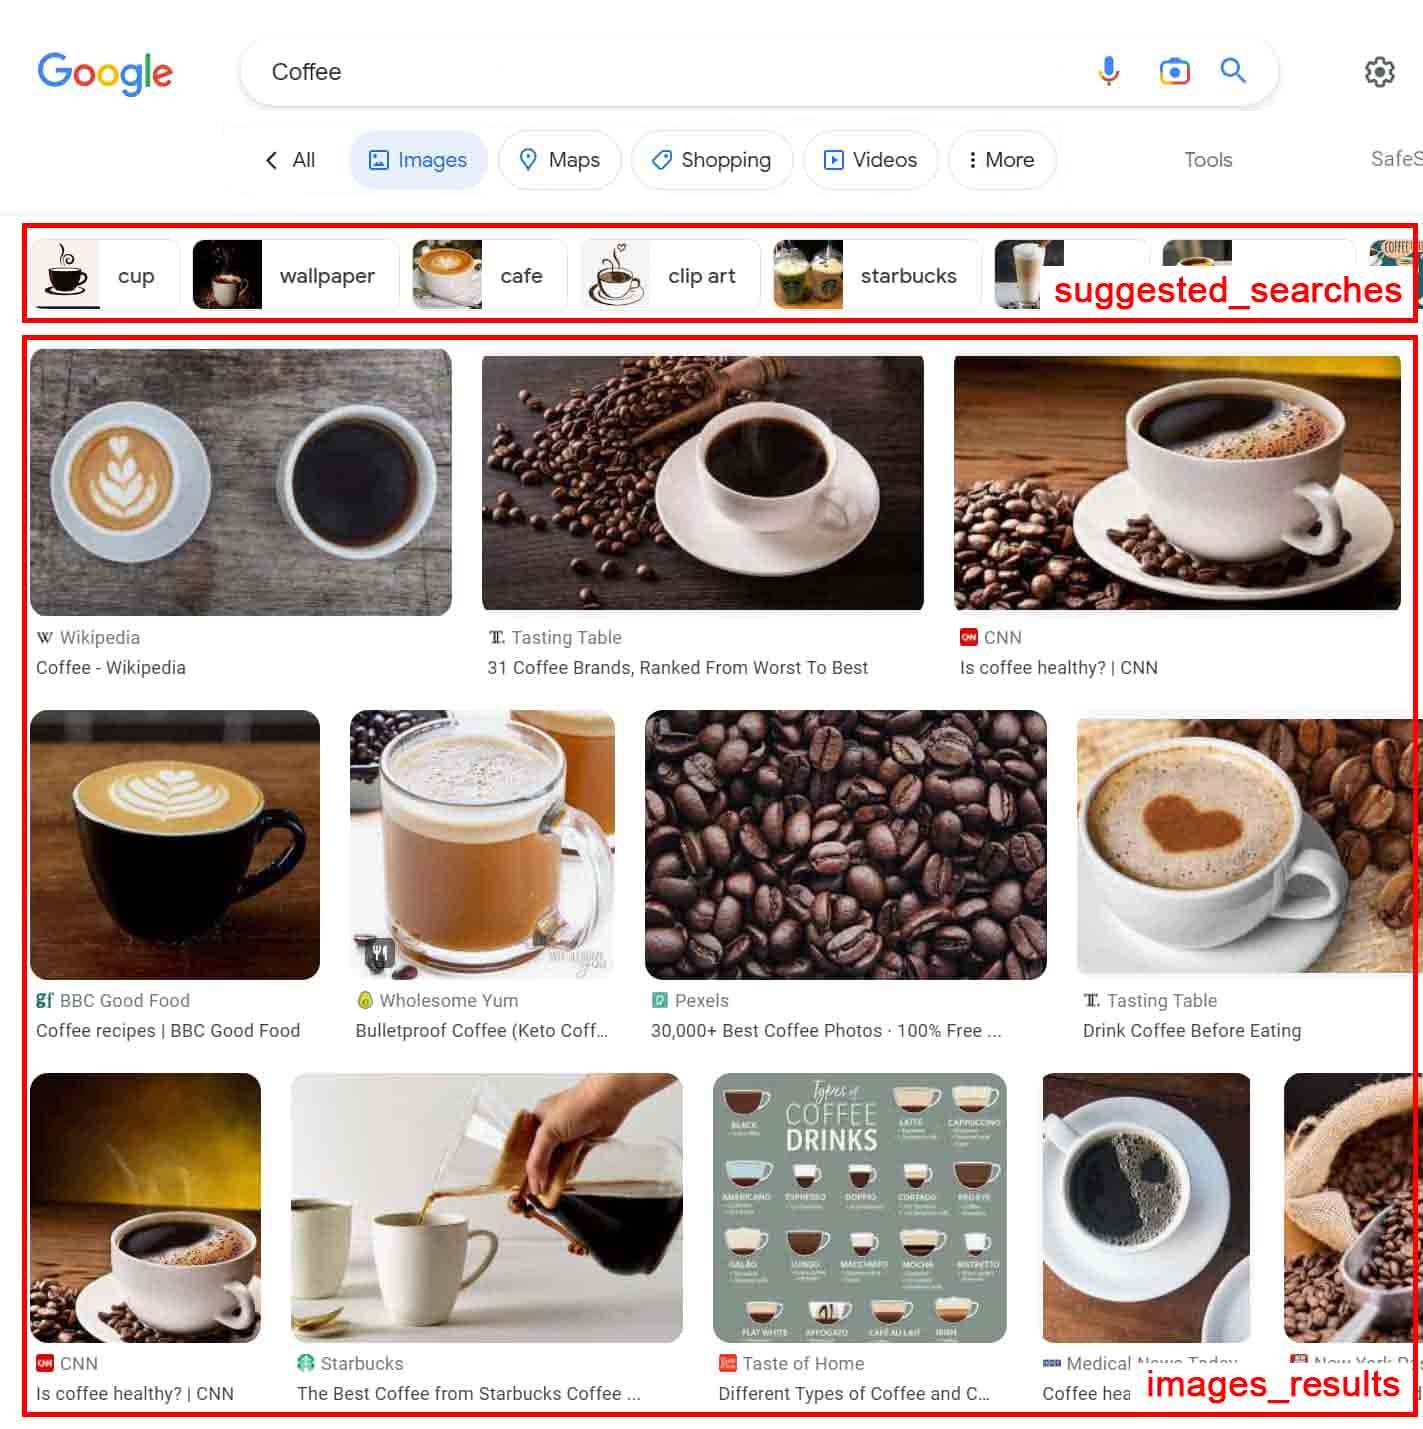 Google
Coffee
All
Images
Maps
Shopping
Videos
More
Tools
SafeS
cup
wallpaper
cafe
clip art
starbucks
suggested_searches
Wikipedia
Coffee - Wikipedia
Tasting Table
31 Coffee Brands, Ranked From Worst To Best
CNN
Is coffee healthy? | CNN
BBC Good Food
Coffee recipes | BBC Good Food
Wholesome Yum
Bulletproof Coffee (Keto Coff...
Pexels
30,000+ Best Coffee Photos · 100% Free ...
Tasting Table
Drink Coffee Before Eating
Types of
COFFEE
DRINKS
BLACK
LATTE
CAPPUCCINO
AMERICANO
ESPRESSO
DOPPIO
CORTADO
RED EYE
GALÃO
LUNGO
MACCHIATO
MOCHA
RISTRETTO
FLAT WHITE
AFFOGATO
CAFÉ AU LAIT
IRISH
CNN
Is coffee healthy? | CNN
Starbucks
The Best Coffee from Starbucks Coffee ...
Taste of Home
Different Types of Coffee and C...
Medical News Today
Coffee hea
New York Pos
images_results